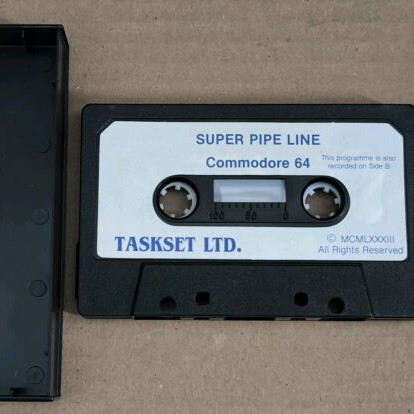 SUPER PIPE LINE
Commodore 64
This programme is also
recorded on Side B
100 50 0
TASKSET LTD.
© MCMLXXXIII
All Rights Reserved